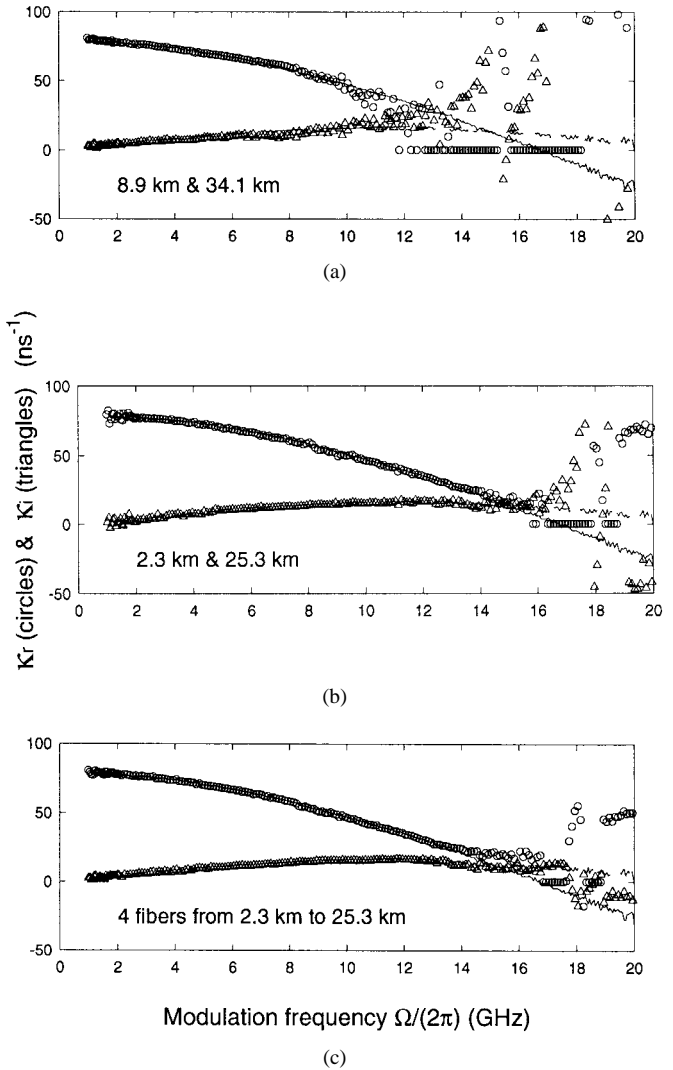 100
50
0
-50
8.9 km & 34.1 km
0 2 4 6 8 10 12 14 16 18 20
(a)
κr (circles) & κi (triangles) (ns-1)
100
50
0
-50
2.3 km & 25.3 km
0 2 4 6 8 10 12 14 16 18 20
(b)
100
50
0
-50
4 fibers from 2.3 km to 25.3 km
0 2 4 6 8 10 12 14 16 18 20
Modulation frequency Ω/(2π) (GHz)
(c)